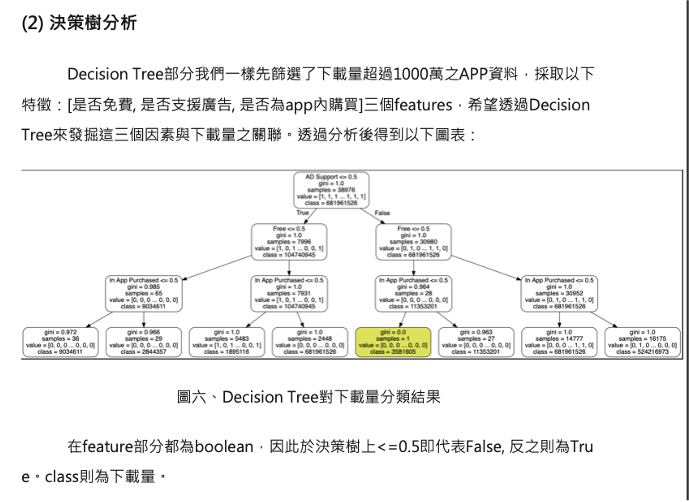 (2) 決策樹分析
Decision Tree部分我們一樣先篩選了下載量超過1000萬之APP資料，採取以下
特徵：[是否免費, 是否支援廣告, 是否為app內購買]三個features，希望透過Decision
Tree來發掘這三個因素與下載量之關聯。透過分析後得到以下圖表：
AD Support <= 0.5
gini = 1.0
samples = 38976
value = [1, 1, 1 ... 1, 1, 1]
class = 681961526
True
False
Free <= 0.5
gini = 1.0
samples = 7996
value = [1, 0, 1 ... 0, 0, 1]
class = 104740945
Free <= 0.5
gini = 1.0
samples = 30980
value = [0, 1, 0 ... 1, 1, 0]
class = 681961526
In App Purchased <= 0.5
gini = 0.985
samples = 65
value = [0, 0, 0 ... 0, 0, 0]
class = 9034611
In App Purchased <= 0.5
gini = 1.0
samples = 7931
value = [1, 0, 1 ... 0, 0, 1]
class = 104740945
In App Purchased <= 0.5
gini = 0.964
samples = 28
value = [0, 0, 0 ... 0, 0, 0]
class = 11353201
In App Purchased <= 0.5
gini = 1.0
samples = 30952
value = [0, 1, 0 ... 1, 1, 0]
class = 681961526
gini = 0.972
samples = 36
value = [0, 0, 0 ... 0, 0, 0]
class = 9034611
gini = 0.966
samples = 29
value = [0, 0, 0 ... 0, 0, 0]
class = 2844357
gini = 1.0
samples = 5483
value = [1, 0, 1 ... 0, 0, 1]
class = 1895116
gini = 1.0
samples = 2448
value = [0, 0, 0 ... 0, 0, 0]
class = 681961526
gini = 0.0
samples = 1
value = [0, 0, 0 ... 0, 0, 0]
class = 3581605
gini = 0.963
samples = 27
value = [0, 0, 0 ... 0, 0, 0]
class = 11353201
gini = 1.0
samples = 14777
value = [0, 0, 0 ... 1, 1, 0]
class = 681961526
gini = 1.0
samples = 16175
value = [0, 1, 0 ... 0, 0, 0]
class = 524216973
圖六、Decision Tree對下載量分類結果
在feature部分都為boolean，因此於決策樹上<=0.5即代表False, 反之則為Tru
e。class則為下載量。